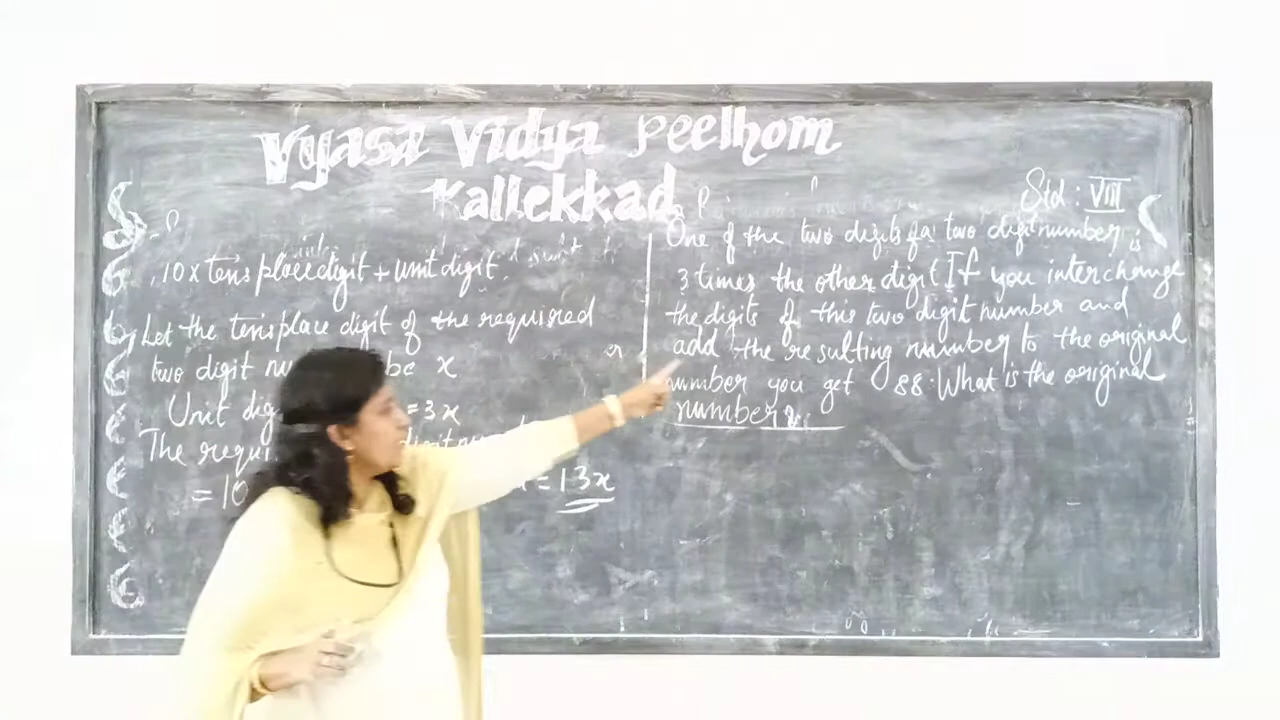 Vyasa Vidya Peelhom
Kallekkad
Std : VIII
10 x tens place digit + Unit digit.
Let the tens place digit of the required
two digit be x
Unit = 3x
The
= 10 = 13x
One of the two digits of a two digit number is
3 times the other digit. If you interchange
the digits of this two digit number and
add the resulting number to the original
number you get 88. What is the original
number